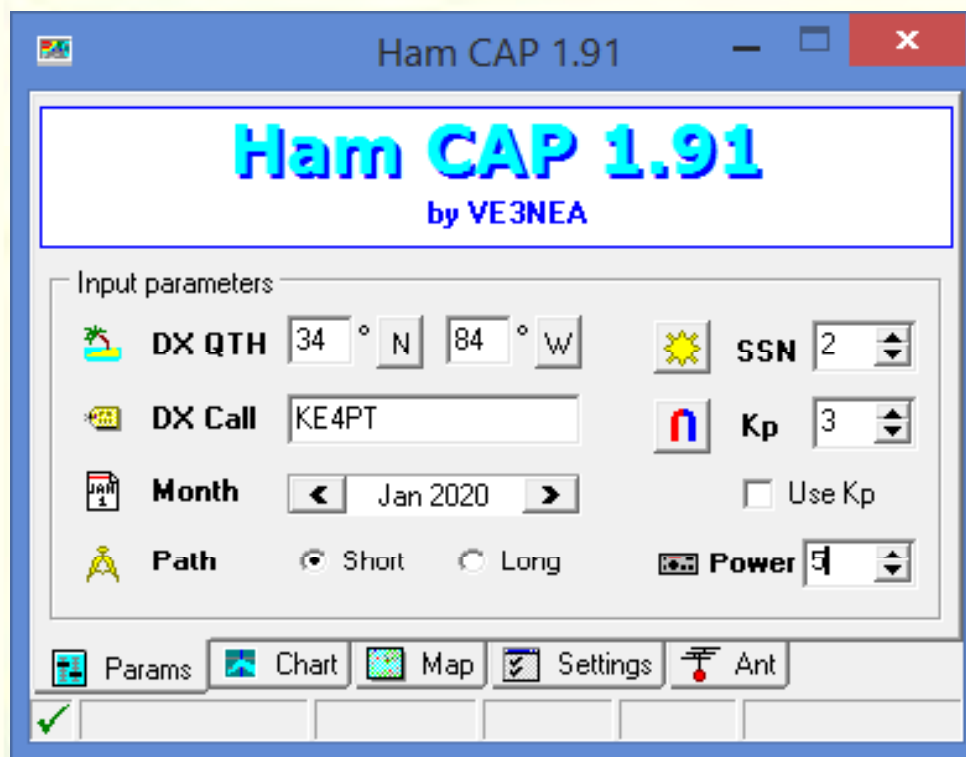 Ham CAP 1.91
Ham CAP 1.91
by VE3NEA
Input parameters
DX QTH 34 ° N 84 ° W SSN 2
DX Call KE4PT Kp 3
JAN 1 Month < Jan 2020 > Use Kp
Path Short Long Power 5
Params Chart Map Settings Ant